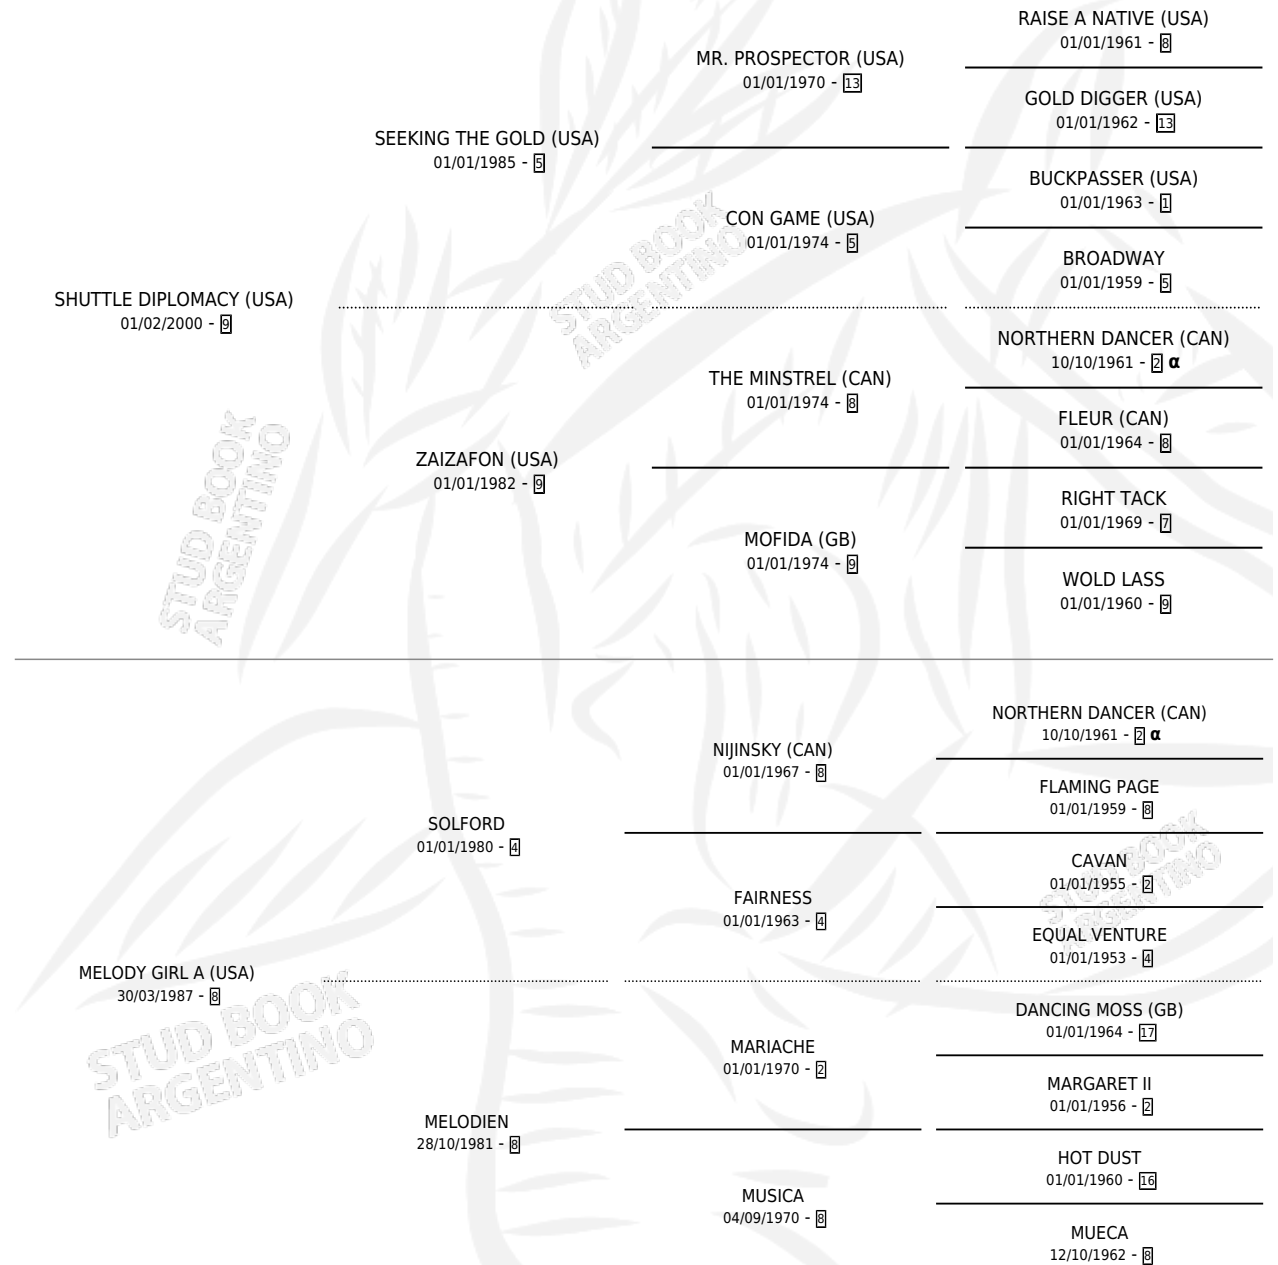 RAISE A NATIVE (USA)
01/01/1961 - 8
MR. PROSPECTOR (USA)
01/01/1970 - 13
GOLD DIGGER (USA)
01/01/1962 - 13
SEEKING THE GOLD (USA)
01/01/1985 - 5
BUCKPASSER (USA)
01/01/1963 - 1
CON GAME (USA)
01/01/1974 - 5
BROADWAY
01/01/1959 - 5
SHUTTLE DIPLOMACY (USA)
01/02/2000 - 9
NORTHERN DANCER (CAN)
10/10/1961 - 2 α
THE MINSTREL (CAN)
01/01/1974 - 8
FLEUR (CAN)
01/01/1964 - 8
ZAIZAFON (USA)
01/01/1982 - 9
RIGHT TACK
01/01/1969 - 7
MOFIDA (GB)
01/01/1974 - 9
WOLD LASS
01/01/1960 - 9
NORTHERN DANCER (CAN)
10/10/1961 - 2 α
NIJINSKY (CAN)
01/01/1967 - 8
FLAMING PAGE
01/01/1959 - 8
SOLFORD
01/01/1980 - 4
CAVAN
01/01/1955 - 2
FAIRNESS
01/01/1963 - 4
EQUAL VENTURE
01/01/1953 - 4
MELODY GIRL A (USA)
30/03/1987 - 8
DANCING MOSS (GB)
01/01/1964 - 17
MARIACHE
01/01/1970 - 2
MARGARET II
01/01/1956 - 2
MELODIEN
28/10/1981 - 8
HOT DUST
01/01/1960 - 16
MUSICA
04/09/1970 - 8
MUECA
12/10/1962 - 8
STUD BOOK
ARGENTINO
STUD BOOK
ARGENTINO
STUD BOOK
ARGENTINO
STUD BOOK
ARGENTINO